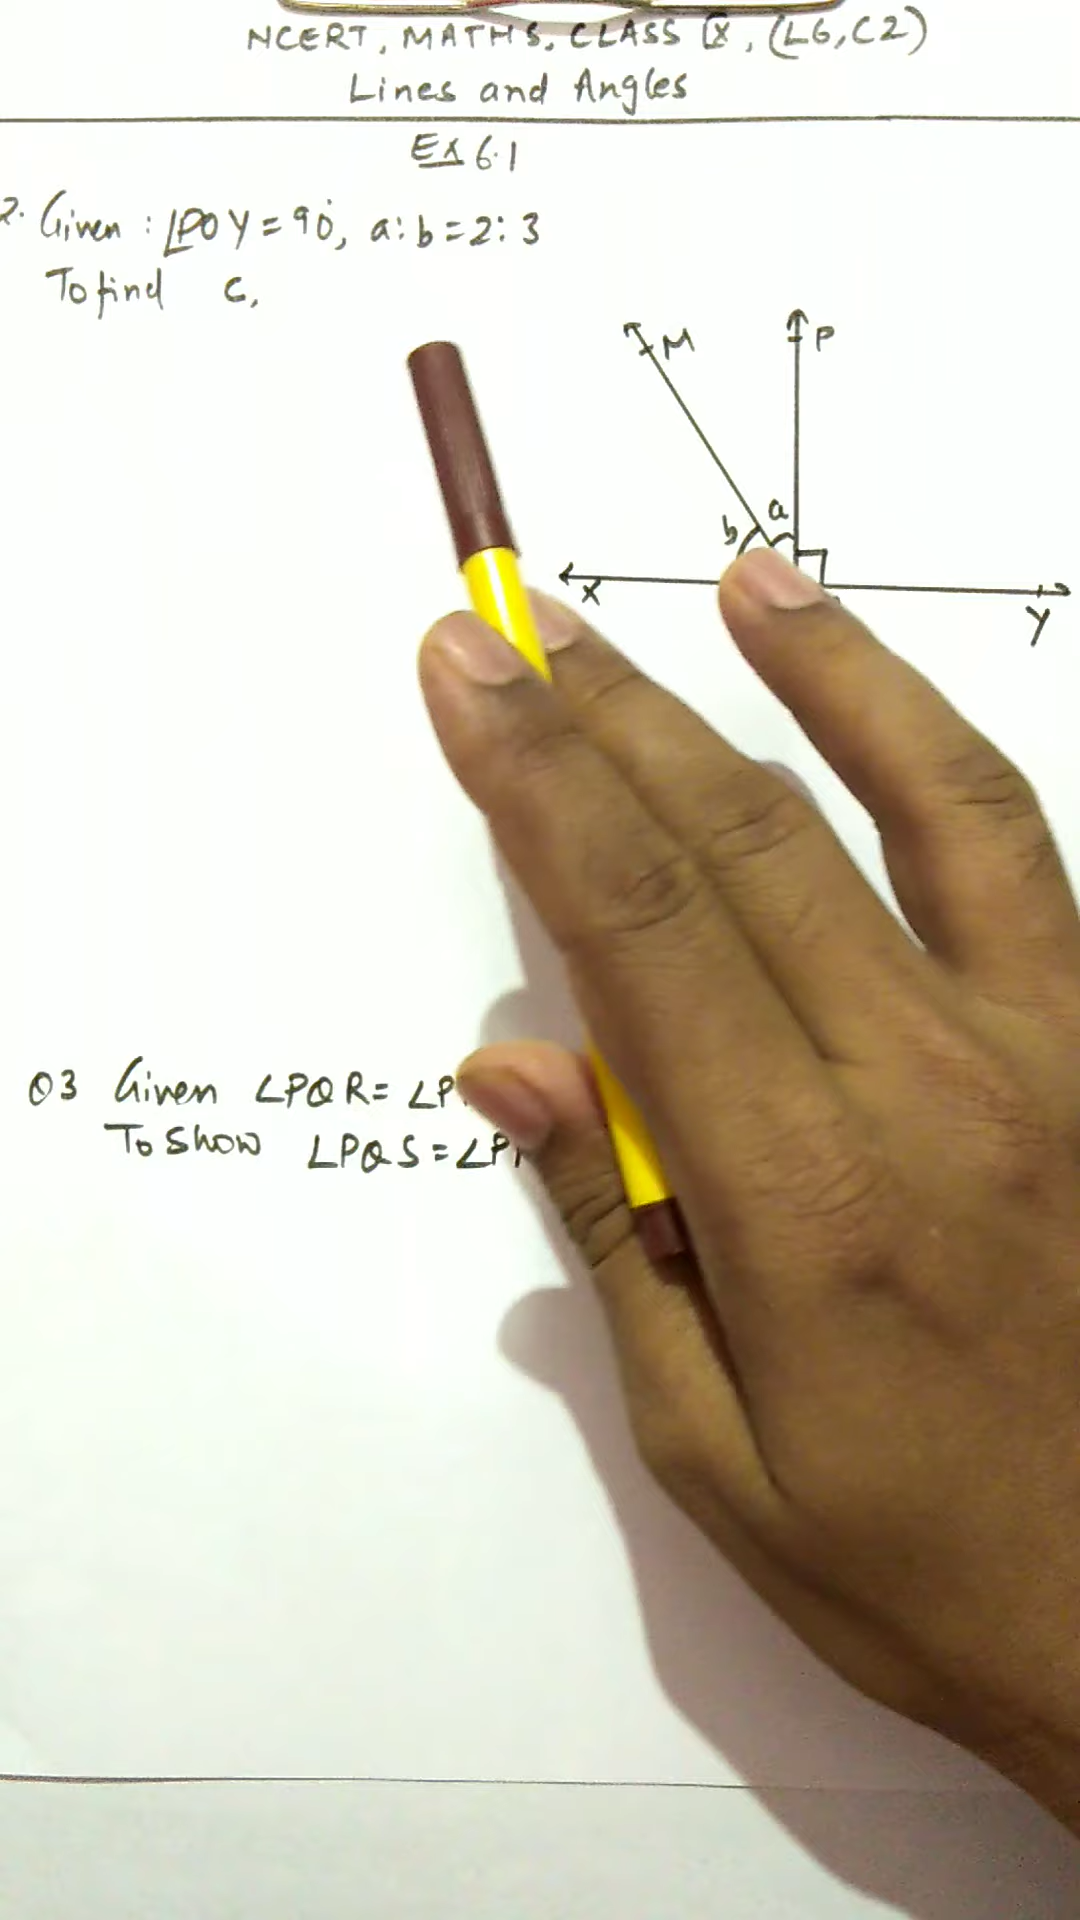 NCERT, MATHS, CLASS IX, (L6, C2)
Lines and Angles
Ex 6.1
2. Given : ∠POY = 90°, a:b = 2:3
To find c,
M
P
a
b
X
Y
Q3 Given ∠PQR = ∠P
To Show ∠PQS = ∠P